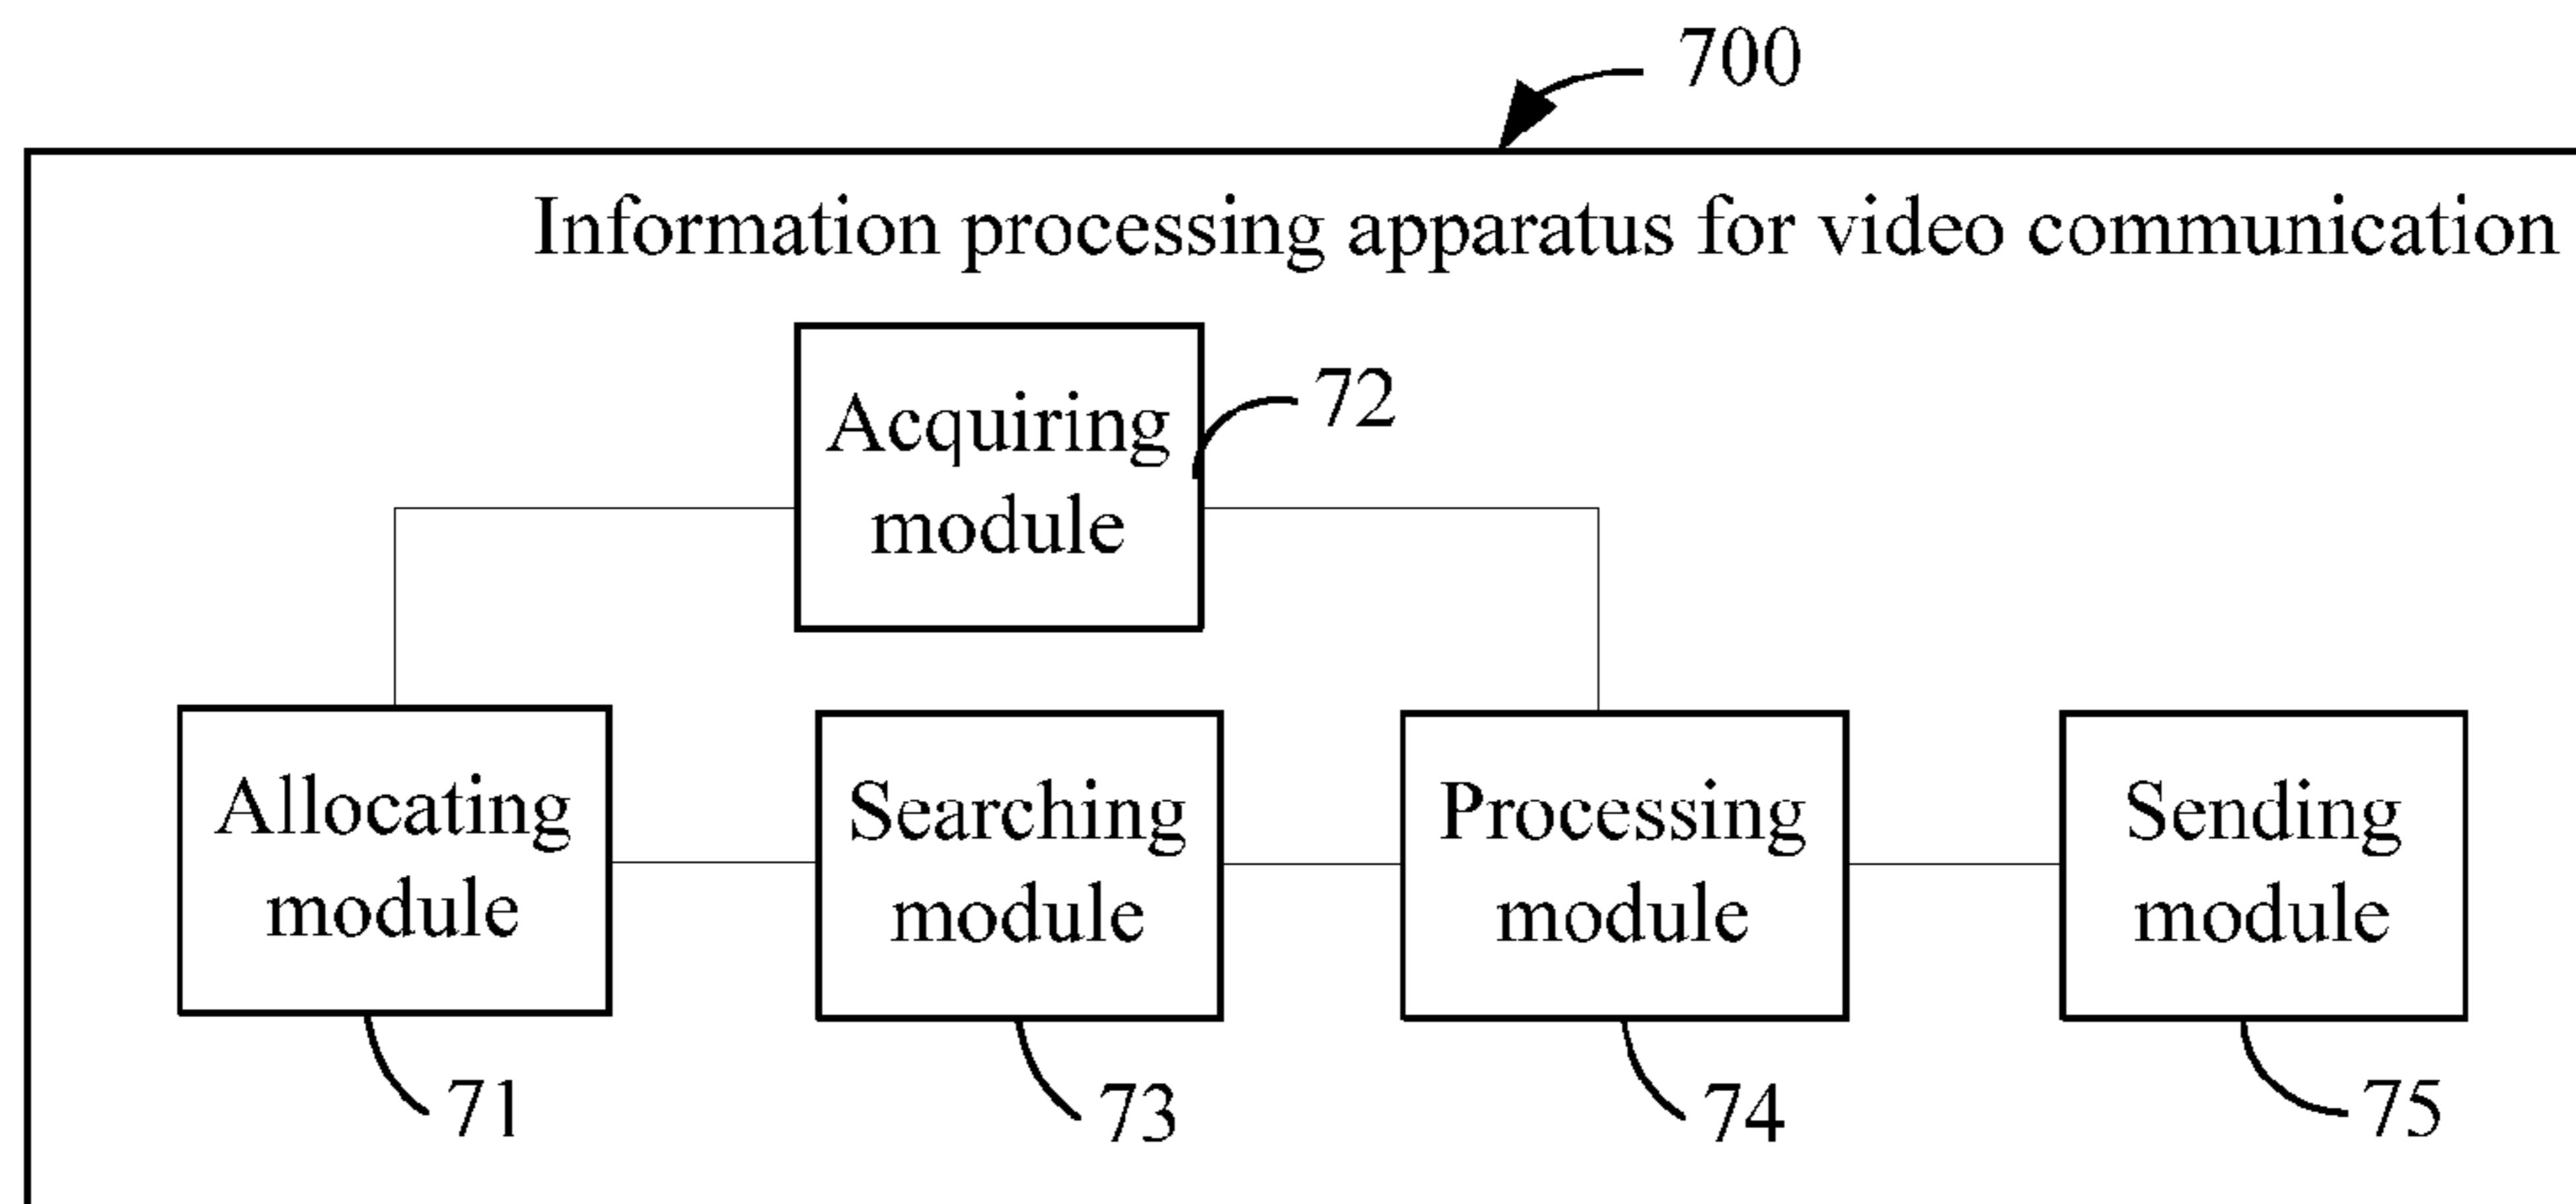 700
Information processing apparatus for video communication
Acquiring
module
72
Allocating
module
Searching
module
Processing
module
Sending
module
71
73
74
75